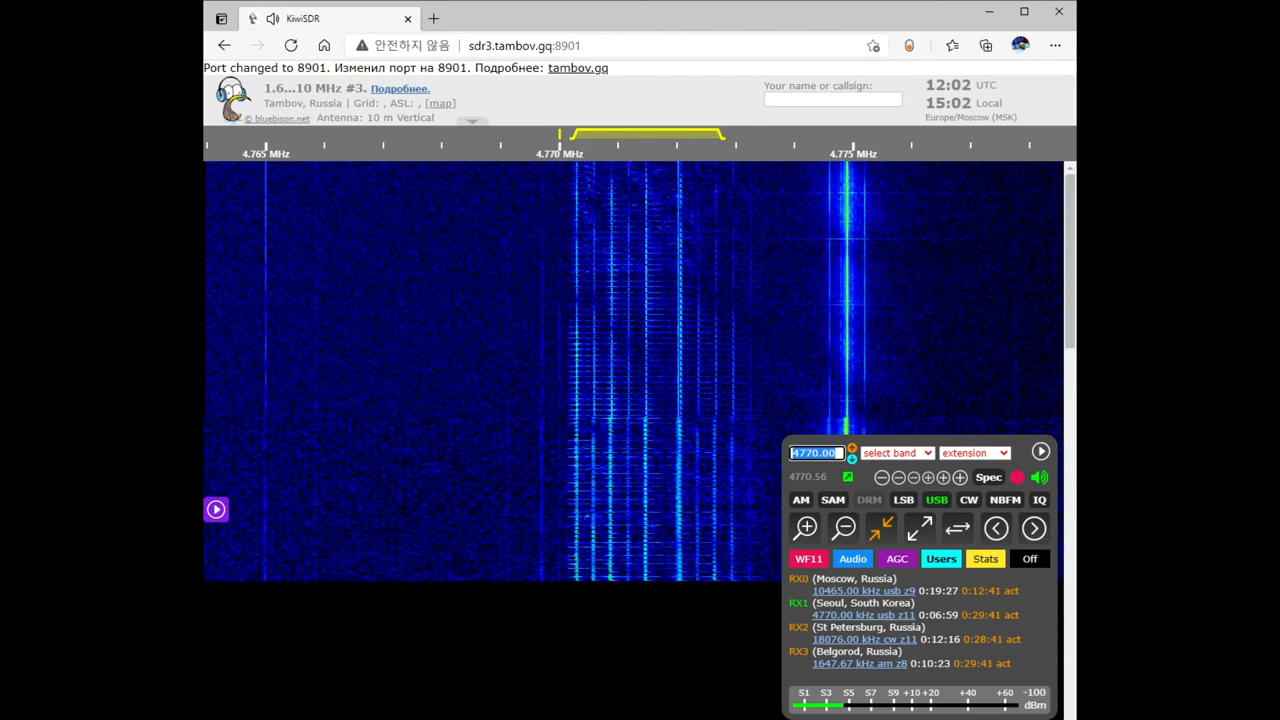 KiwiSDR
안전하지 않음 sdr3.tambov.gq:8901
Port changed to 8901. Изменил порт на 8901. Подробнее: tambov.gq
1.6...10 MHz #3. Подробнее.
Tambov, Russia | Grid: , ASL: , [map]
© bluebison.net Antenna: 10 m Vertical
Your name or callsign:
12:02 UTC
15:02 Local
Europe/Moscow (MSK)
4.765 MHz 4.770 MHz 4.775 MHz
4770.00 select band extension
4770.56 Spec
AM SAM DRM LSB USB CW NBFM IQ
WF11 Audio AGC Users Stats Off
RX0 (Moscow, Russia)
10465.00 kHz usb z9 0:19:27 0:12:41 act
RX1 (Seoul, South Korea)
4770.00 kHz usb z11 0:06:59 0:29:41 act
RX2 (St Petersburg, Russia)
18076.00 kHz cw z11 0:12:16 0:28:41 act
RX3 (Belgorod, Russia)
1647.67 kHz am z8 0:10:23 0:29:41 act
S1 S3 S5 S7 S9 +10 +20 +40 +60 -100
dBm